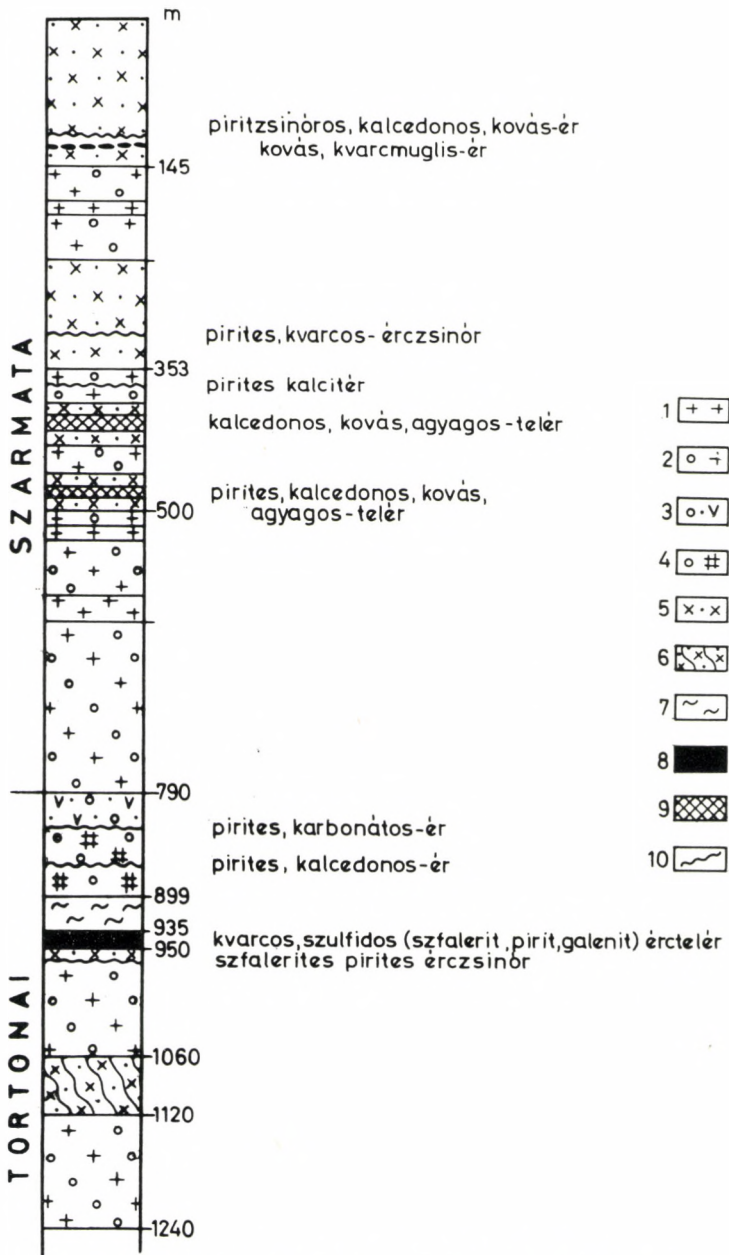 m
piritzsinóros, kalcedonos, kovás-ér
kovás, kvarcmuglis-ér
145
SZARMATA
pirites, kvarcos-érczsinór
353
pirites kalcitér
kalcedonos, kovás, agyagos-telér
pirites, kalcedonos, kovás,
500
agyagos-telér
790
pirites, karbonátos-ér
pirites, kalcedonos-ér
899
935
kvarcos, szulfidos (szfalerit, pirit, galenit) érctelér
950
szfalerites pirites érczsinór
TORTONAI
1060
1120
1240
1
2
3
4
5
6
7
8
9
10